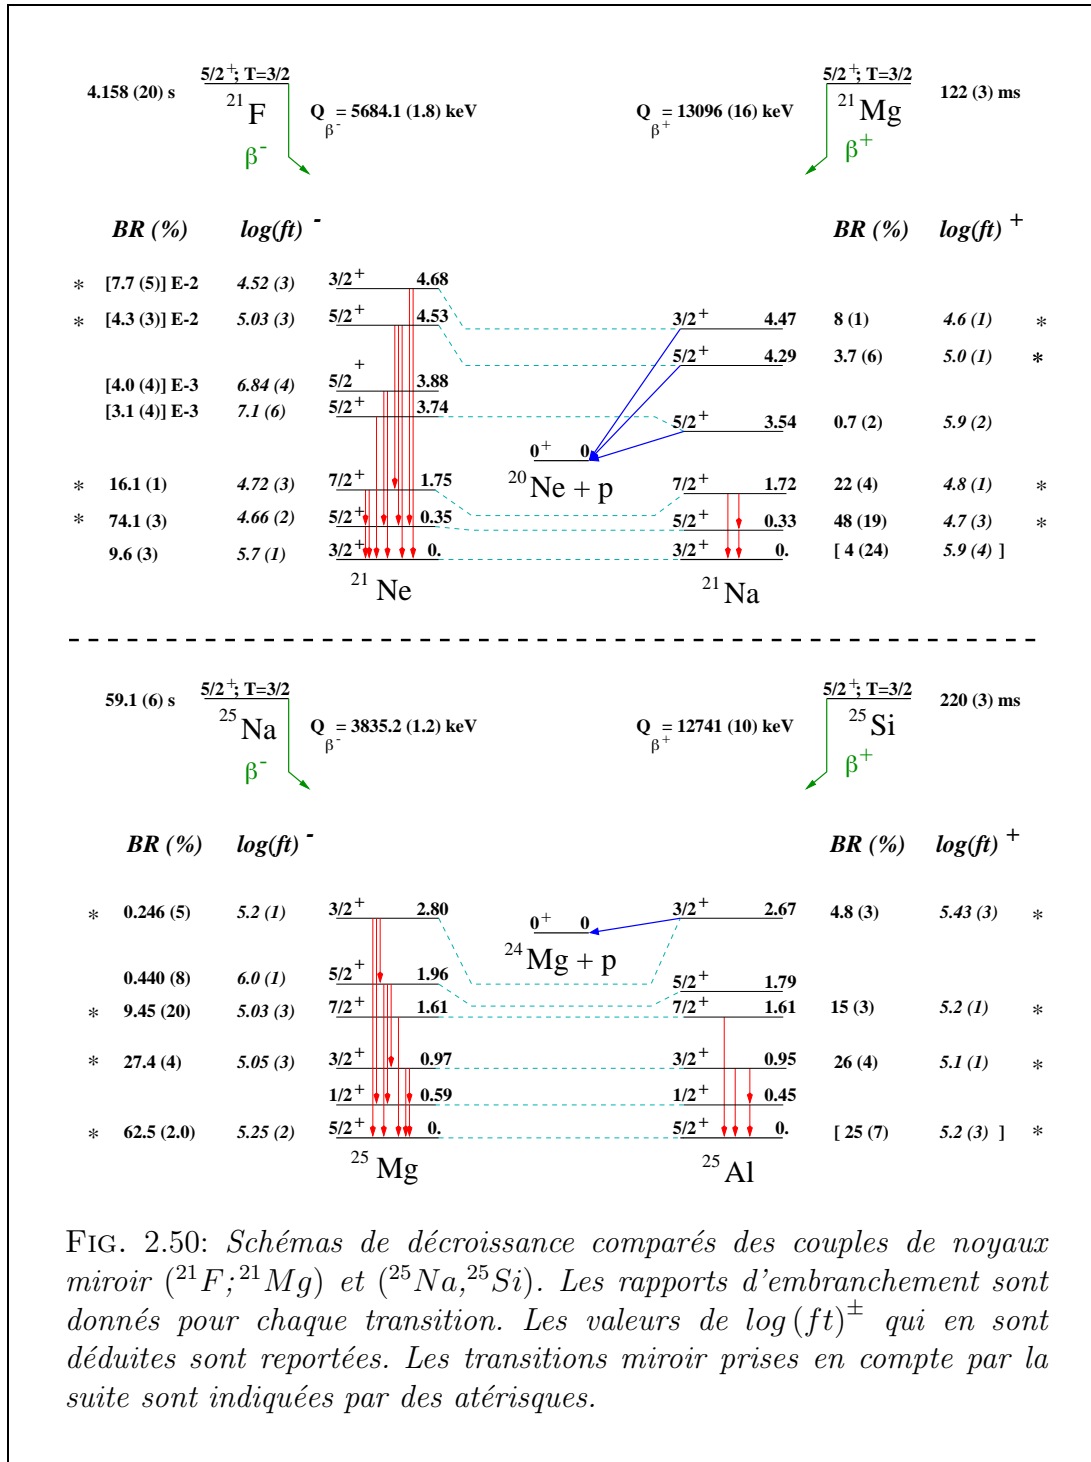 5/2+; T=3/2 5/2+; T=3/2
4.158 (20) s 122 (3) ms
21F Qβ- = 5684.1 (1.8) keV Qβ+ = 13096 (16) keV 21Mg
β- β+
BR (%) log(ft) - BR (%) log(ft) +
* [7.7 (5)] E-2 4.52 (3) 3/2+ 4.68
* [4.3 (3)] E-2 5.03 (3) 5/2+ 4.53 3/2+ 4.47 8 (1) 4.6 (1) *
5/2+ 4.29 3.7 (6) 5.0 (1) *
[4.0 (4)] E-3 6.84 (4) 5/2+ 3.88
[3.1 (4)] E-3 7.1 (6) 5/2+ 3.74 5/2+ 3.54 0.7 (2) 5.9 (2)
0+ 0
20Ne + p
* 16.1 (1) 4.72 (3) 7/2+ 1.75 7/2+ 1.72 22 (4) 4.8 (1) *
* 74.1 (3) 4.66 (2) 5/2+ 0.35 5/2+ 0.33 48 (19) 4.7 (3) *
9.6 (3) 5.7 (1) 3/2+ 0. 3/2+ 0. [ 4 (24) 5.9 (4) ]
21Ne 21Na
5/2+; T=3/2 5/2+; T=3/2
59.1 (6) s 220 (3) ms
25Na Qβ- = 3835.2 (1.2) keV Qβ+ = 12741 (10) keV 25Si
β- β+
BR (%) log(ft) - BR (%) log(ft) +
* 0.246 (5) 5.2 (1) 3/2+ 2.80 3/2+ 2.67 4.8 (3) 5.43 (3) *
0+ 0
24Mg + p
0.440 (8) 6.0 (1) 5/2+ 1.96 5/2+ 1.79
* 9.45 (20) 5.03 (3) 7/2+ 1.61 7/2+ 1.61 15 (3) 5.2 (1) *
* 27.4 (4) 5.05 (3) 3/2+ 0.97 3/2+ 0.95 26 (4) 5.1 (1) *
1/2+ 0.59 1/2+ 0.45
* 62.5 (2.0) 5.25 (2) 5/2+ 0. 5/2+ 0. [ 25 (7) 5.2 (3) ] *
25Mg 25Al
FIG. 2.50: Schémas de décroissance comparés des couples de noyaux
miroir (21F;21Mg) et (25Na,25Si). Les rapports d'embranchement sont
donnés pour chaque transition. Les valeurs de log (ft)± qui en sont
déduites sont reportées. Les transitions miroir prises en compte par la
suite sont indiquées par des atérisques.